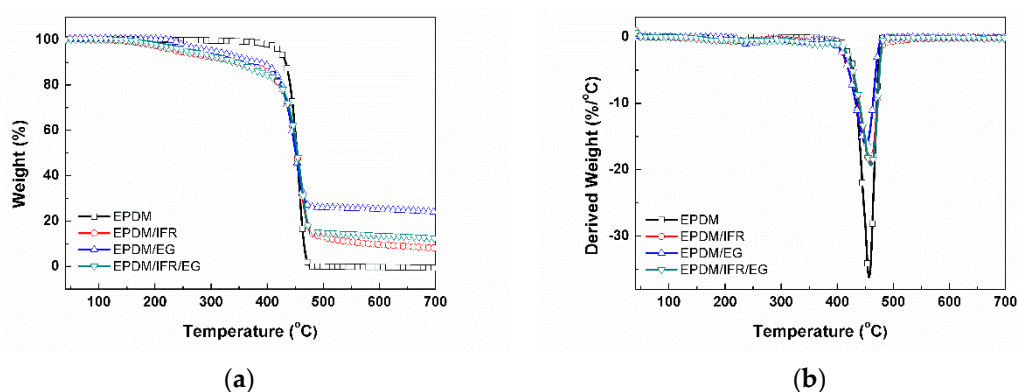 100
80
60
40
20
0
Weight (%)
EPDM
EPDM/IFR
EPDM/EG
EPDM/IFR/EG
100 200 300 400 500 600 700
Temperature (°C)
(a)
0
-10
-20
-30
Derived Weight (%/°C)
EPDM
EPDM/IFR
EPDM/EG
EPDM/IFR/EG
100 200 300 400 500 600 700
Temperature (°C)
(b)